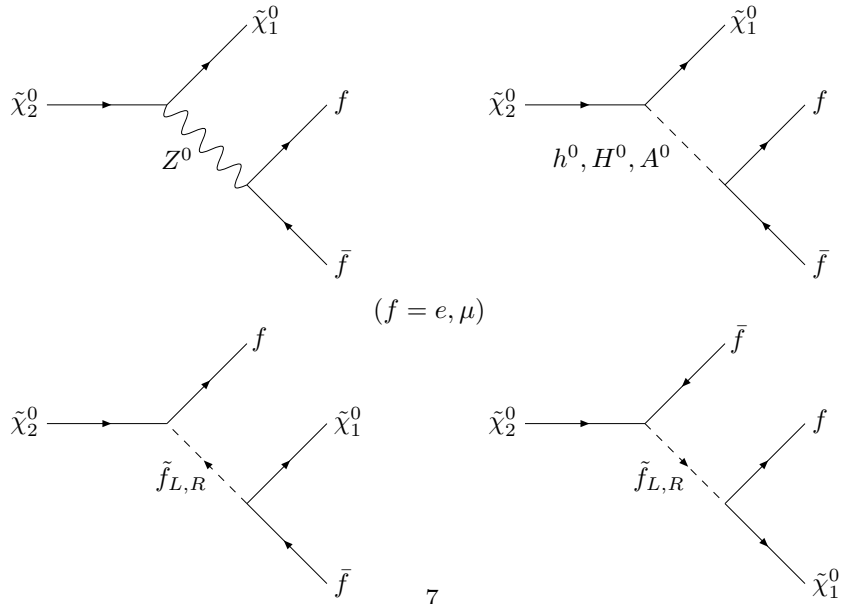 χ̃₁⁰ χ̃₁⁰
χ̃₂⁰ f χ̃₂⁰ f
Z⁰ h⁰, H⁰, A⁰
f̄ f̄
(f = e, μ)
f f̄
χ̃₂⁰ χ̃₁⁰ χ̃₂⁰ f
f̃_{L,R} f̃_{L,R}
f̄ χ̃₁⁰
7